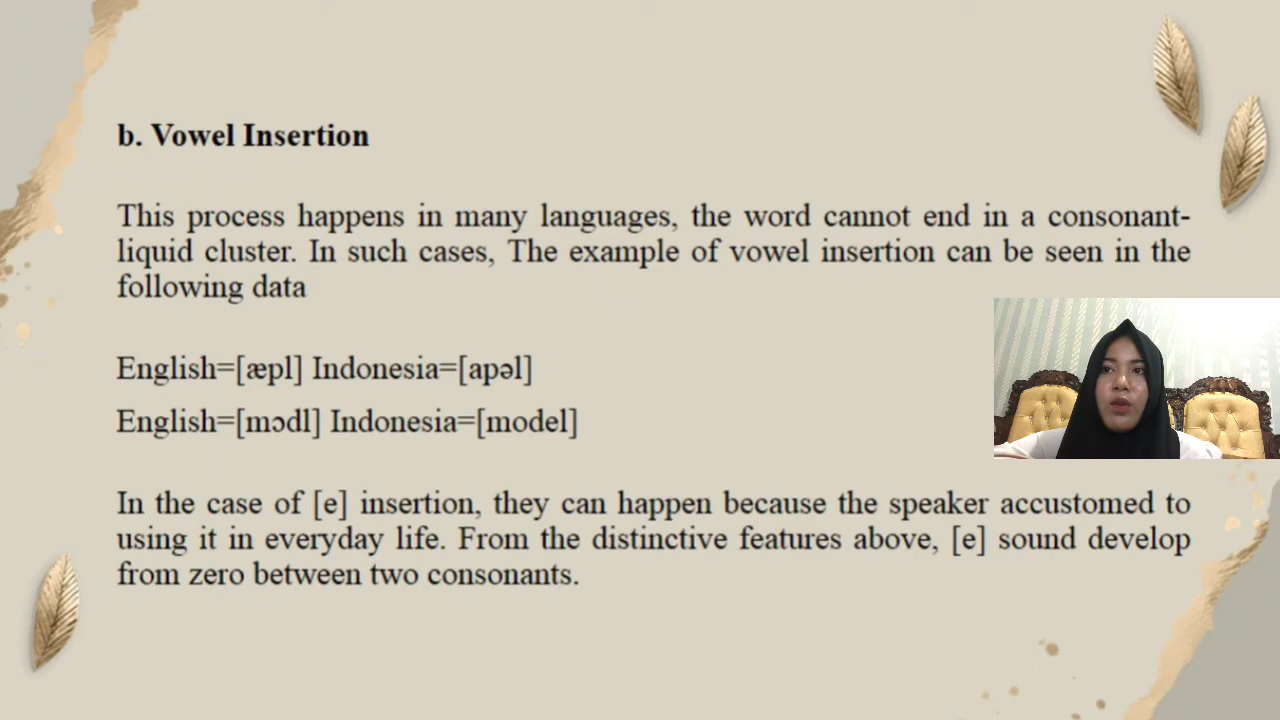 b. Vowel Insertion
This process happens in many languages, the word cannot end in a consonant-
liquid cluster. In such cases, The example of vowel insertion can be seen in the
following data
English=[æpl] Indonesia=[apəl]
English=[mɔdl] Indonesia=[model]
In the case of [e] insertion, they can happen because the speaker accustomed to
using it in everyday life. From the distinctive features above, [e] sound develop
from zero between two consonants.